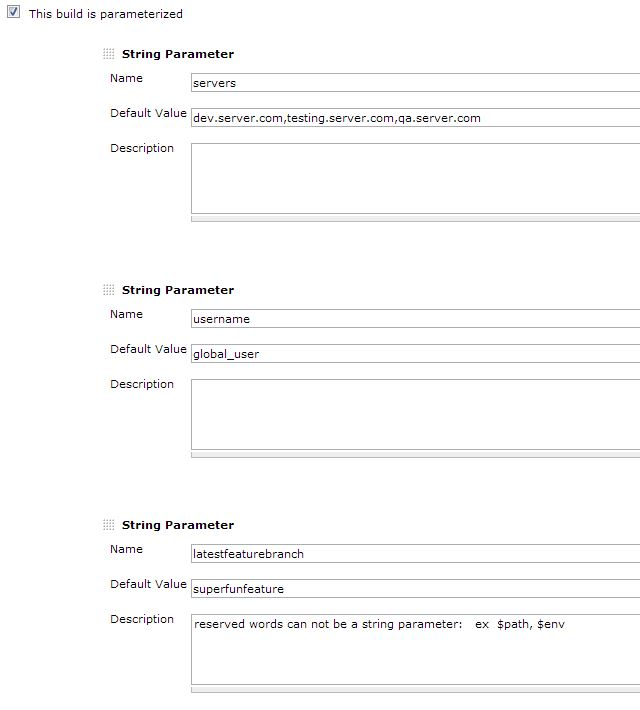 This build is parameterized
String Parameter
Name
servers
Default Value
dev.server.com,testing.server.com,qa.server.com
Description
String Parameter
Name
username
Default Value
global_user
Description
String Parameter
Name
latestfeaturebranch
Default Value
superfunfeature
Description
reserved words can not be a string parameter:   ex  $path, $env